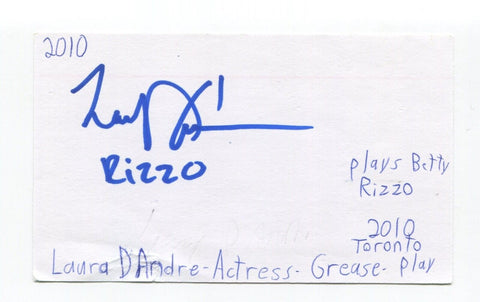 2010
Rizzo
plays Betty
Rizzo
2010
Toronto
Laura D'Andre-Actress- Grease- play